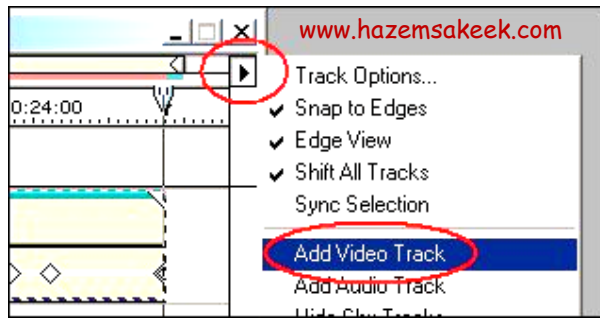 www.hazemsakeek.com
Track Options...
0:24:00
Snap to Edges
Edge View
Shift All Tracks
Sync Selection
Add Video Track
Add Audio Track